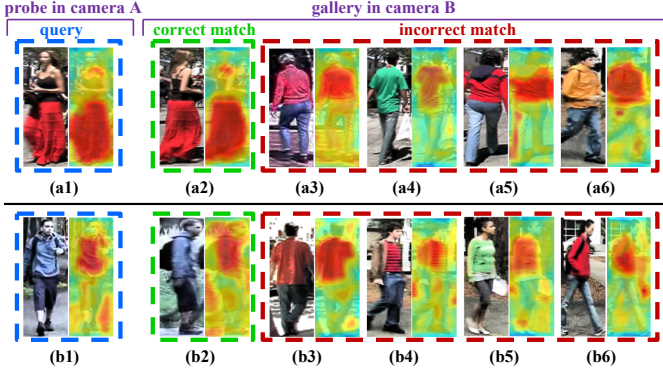 probe in camera A
gallery in camera B
query
correct match
incorrect match
(a1)
(a2)
(a3)
(a4)
(a5)
(a6)
(b1)
(b2)
(b3)
(b4)
(b5)
(b6)